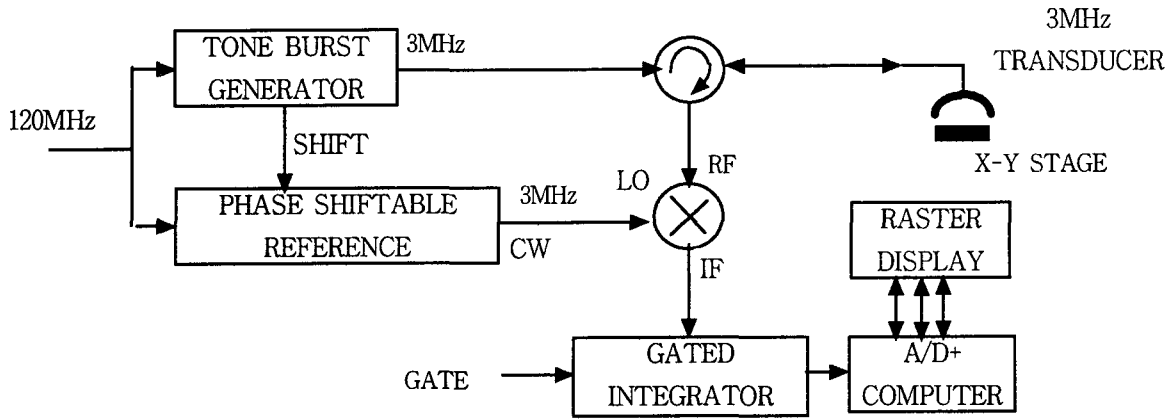 TONE BURST
GENERATOR
3MHz
3MHz
TRANSDUCER
120MHz
SHIFT
RF
X-Y STAGE
LO
PHASE SHIFTABLE
REFERENCE
3MHz
CW
RASTER
DISPLAY
IF
GATE
GATED
INTEGRATOR
A/D+
COMPUTER